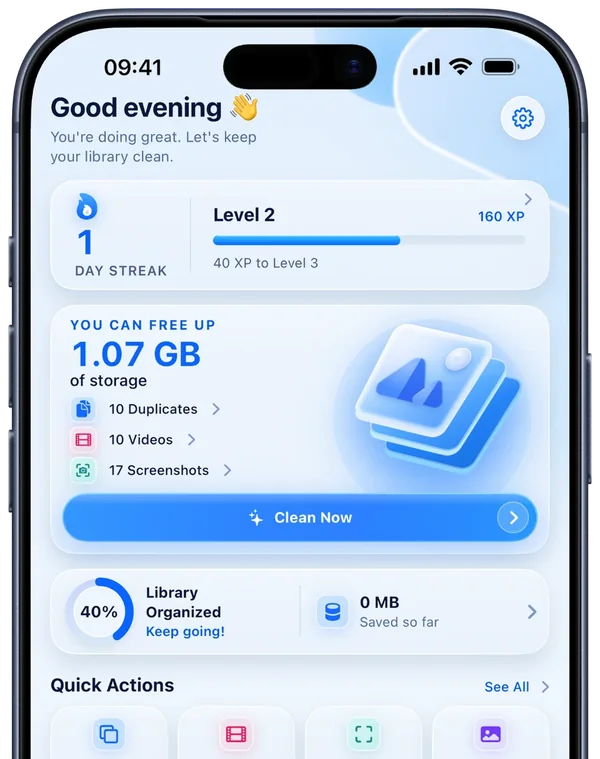 09:41
Good evening 👋
You're doing great. Let's keep
your library clean.
1
DAY STREAK
Level 2
160 XP
40 XP to Level 3
YOU CAN FREE UP
1.07 GB
of storage
10 Duplicates
10 Videos
17 Screenshots
Clean Now
40%
Library
Organized
Keep going!
0 MB
Saved so far
Quick Actions
See All